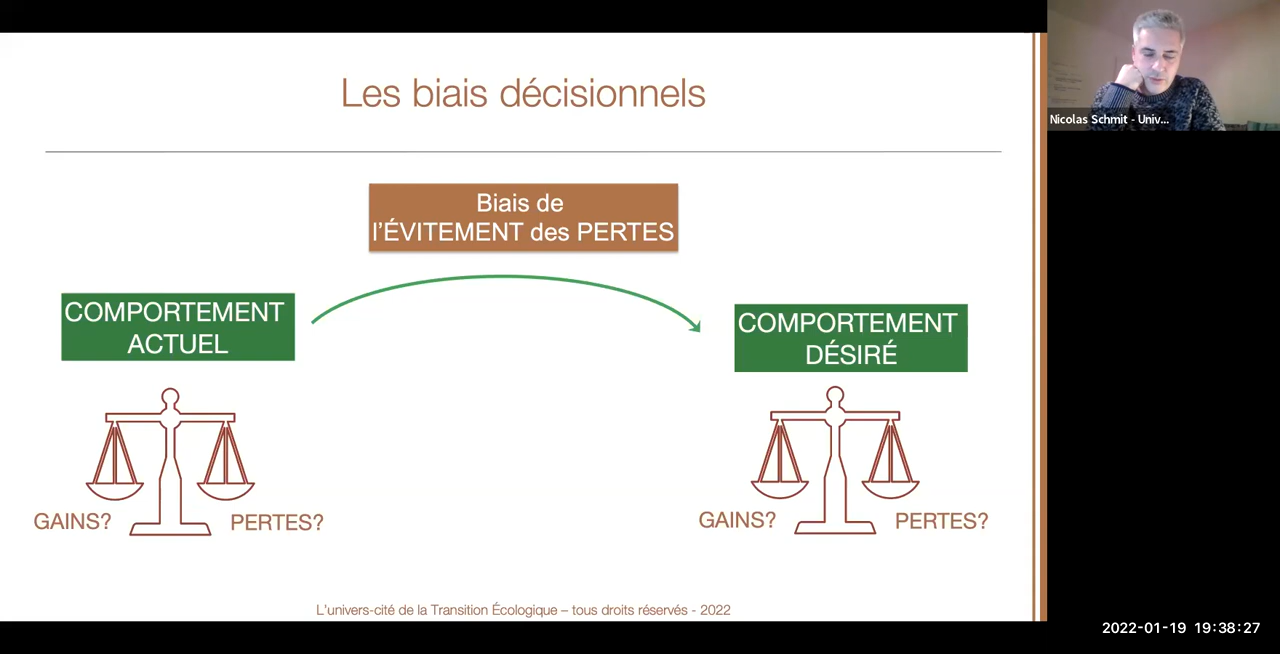 Les biais décisionnels
Biais de
l'ÉVITEMENT des PERTES
COMPORTEMENT
ACTUEL
COMPORTEMENT
DÉSIRÉ
GAINS?
PERTES?
GAINS?
PERTES?
L'univers-cité de la Transition Écologique – tous droits réservés - 2022
Nicolas Schmit - Univ...
2022-01-19 19:38:27